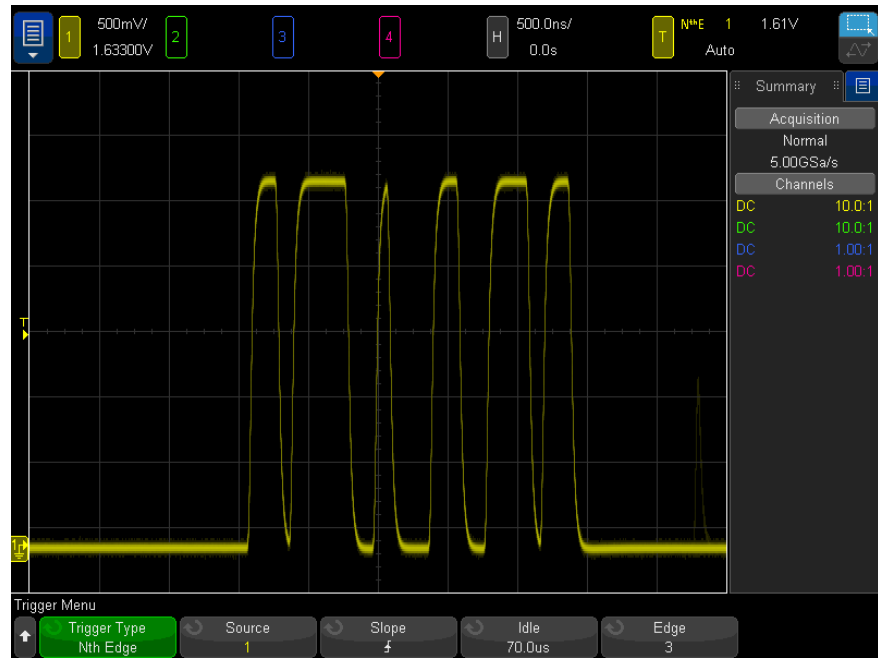 1 500mV/ 1.63300V
2
3
4
H 500.0ns/ 0.0s
T NthE 1 1.61V Auto
Summary
Acquisition
Normal
5.00GSa/s
Channels
DC 10.0:1
DC 10.0:1
DC 1.00:1
DC 1.00:1
T
1
Trigger Menu
Trigger Type Source Slope Idle Edge
Nth Edge 1 70.0us 3